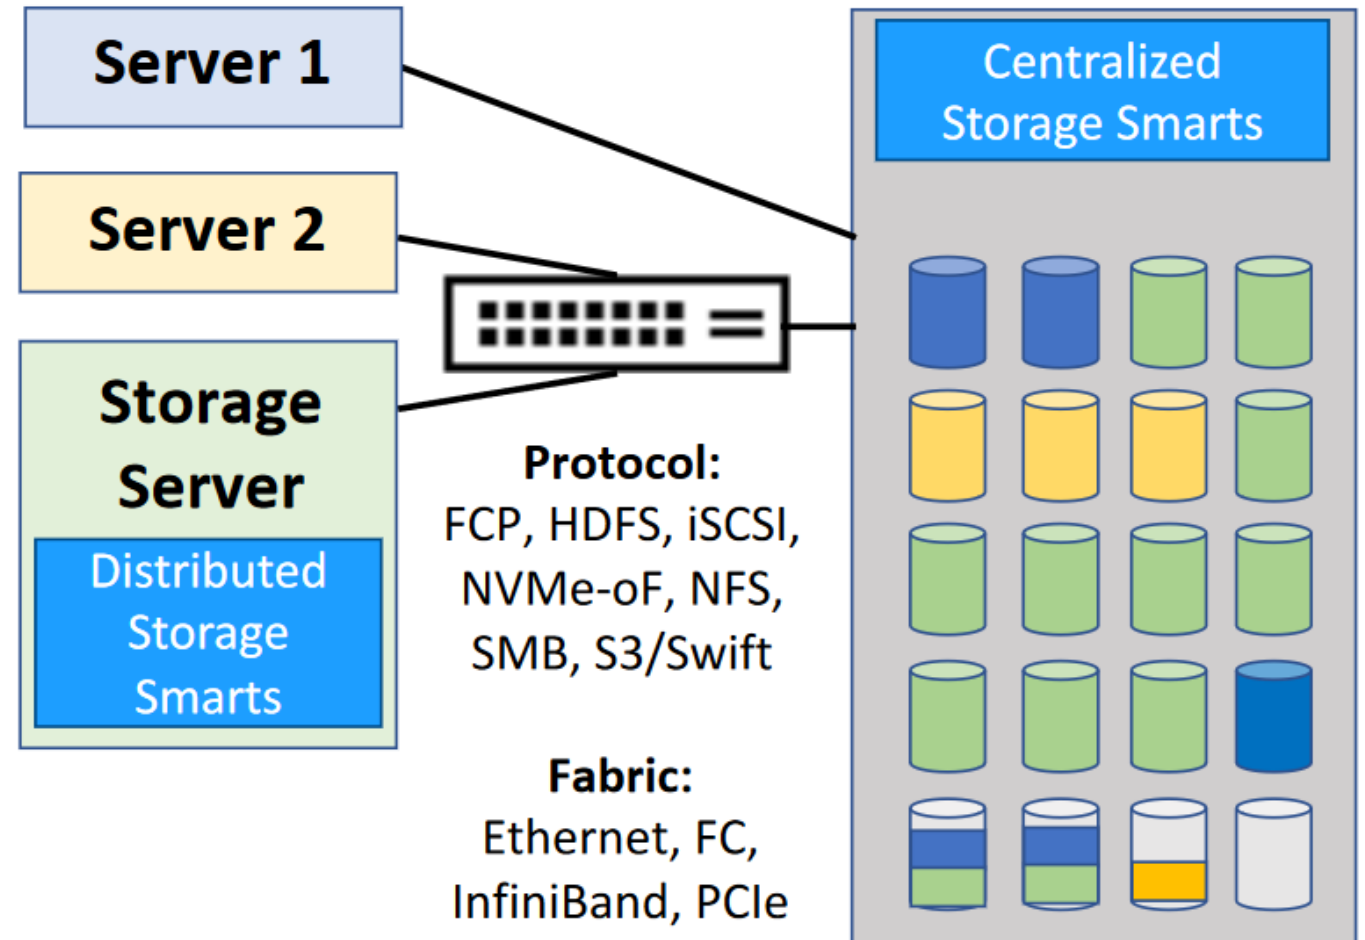 Server 1
Server 2
Storage
Server
Distributed
Storage
Smarts
Protocol:
FCP, HDFS, iSCSI,
NVMe-oF, NFS,
SMB, S3/Swift
Fabric:
Ethernet, FC,
InfiniBand, PCIe
Centralized
Storage Smarts